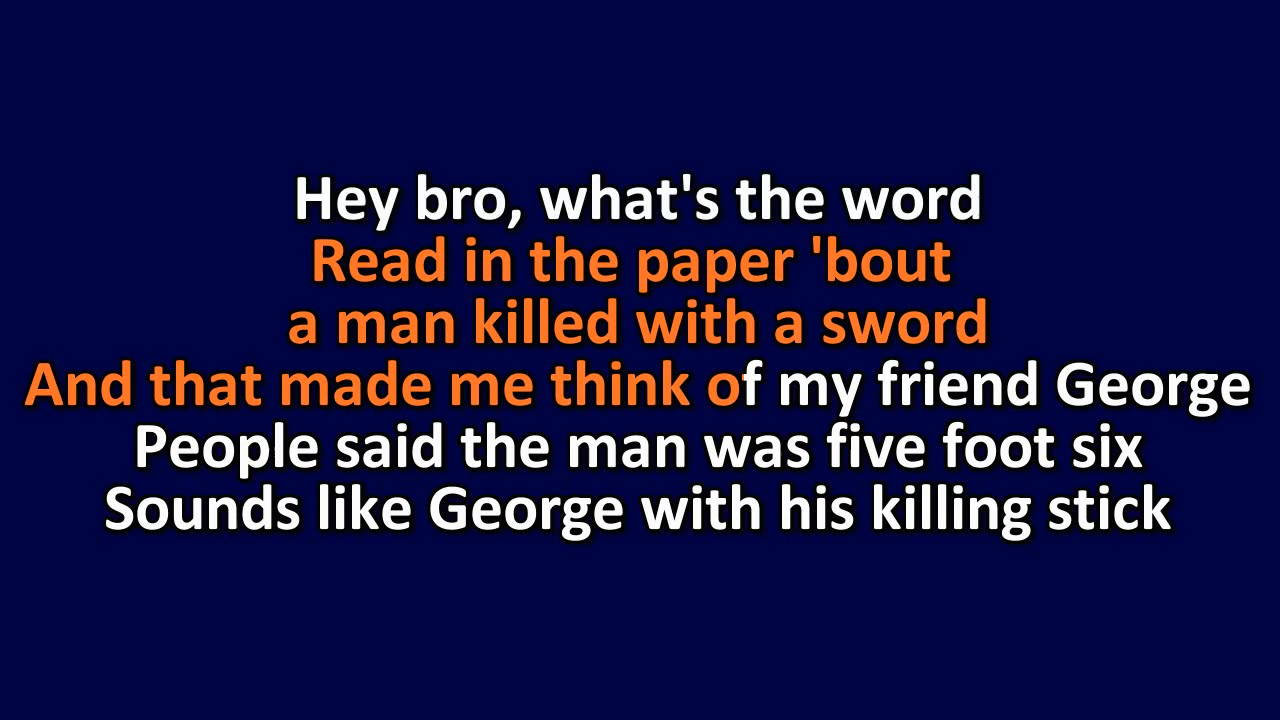 Hey bro, what's the word
Read in the paper 'bout
a man killed with a sword
And that made me think of my friend George
People said the man was five foot six
Sounds like George with his killing stick